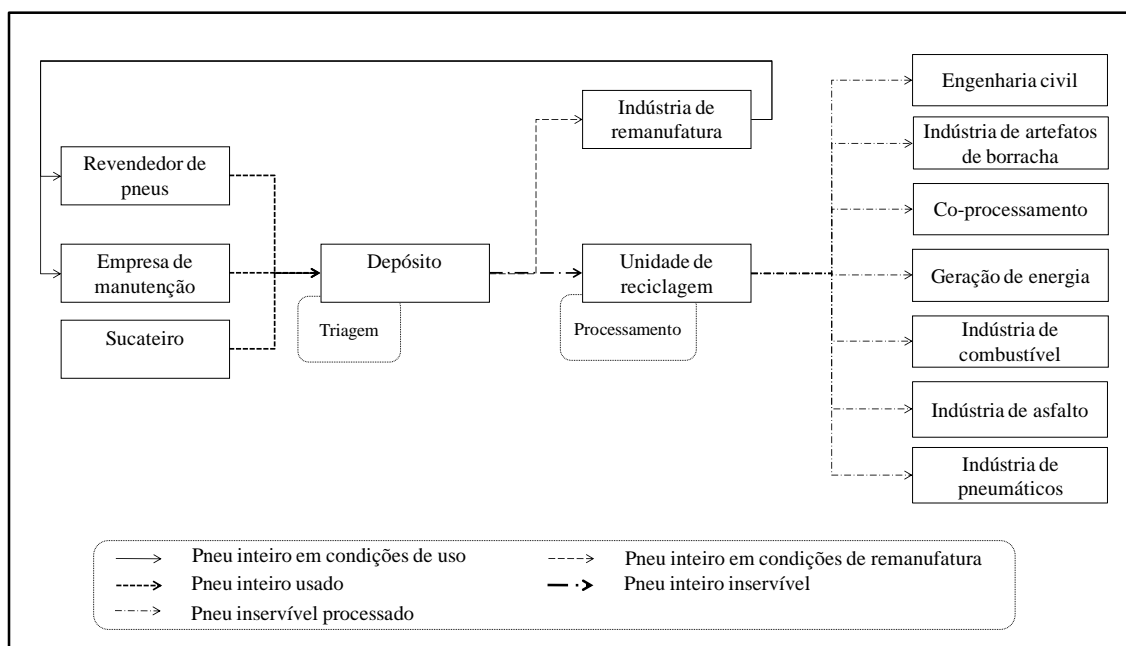 Revendedor de
pneus
Empresa de
manutenção
Sucateiro
Depósito
Triagem
Indústria de
remanufatura
Unidade de
reciclagem
Processamento
Engenharia civil
Indústria de artefatos
de borracha
Co-processamento
Geração de energia
Indústria de
combustível
Indústria de asfalto
Indústria de
pneumáticos
Pneu inteiro em condições de uso
Pneu inteiro usado
Pneu inservível processado
Pneu inteiro em condições de remanufatura
Pneu inteiro inservível